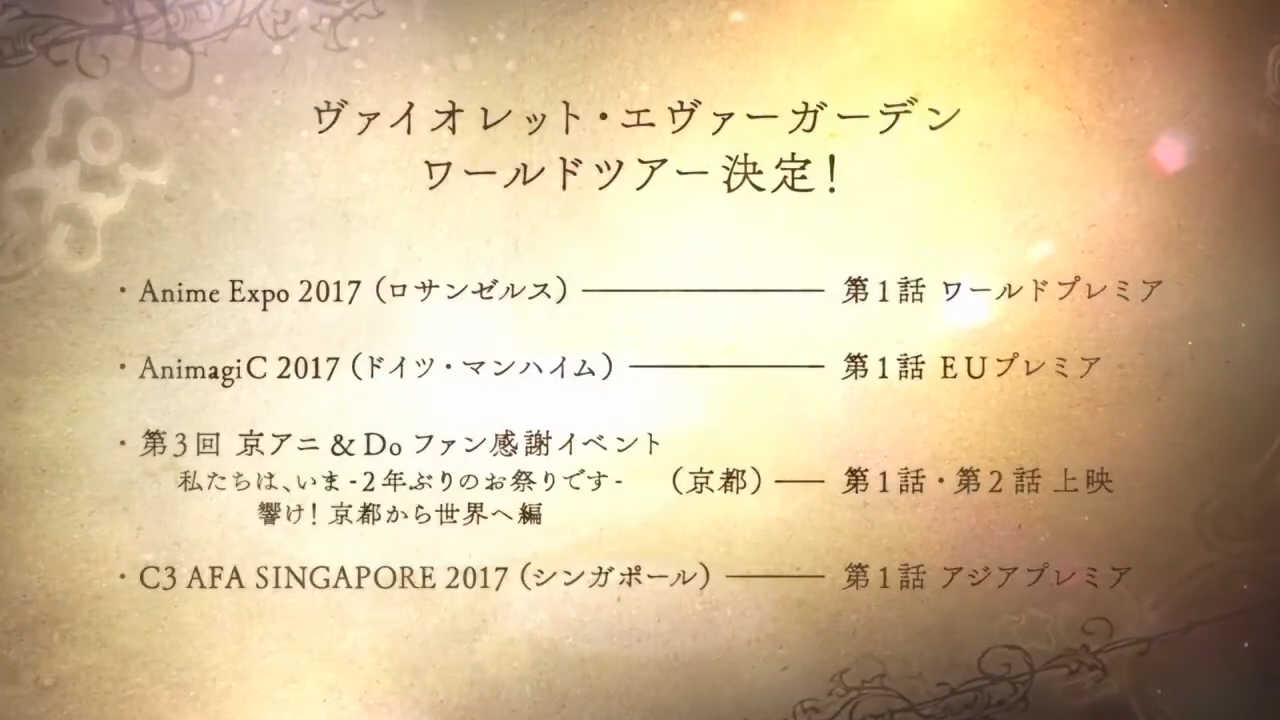 ヴァイオレット・エヴァーガーデン
ワールドツアー決定！
・Anime Expo 2017（ロサンゼルス）――― 第1話 ワールドプレミア
・AnimagiC 2017（ドイツ・マンハイム）――― 第1話 EUプレミア
・第3回 京アニ＆Do ファン感謝イベント
私たちは、いま -2年ぶりのお祭りです- （京都）― 第1話・第2話 上映
響け！京都から世界へ編
・C3 AFA SINGAPORE 2017（シンガポール）―― 第1話 アジアプレミア